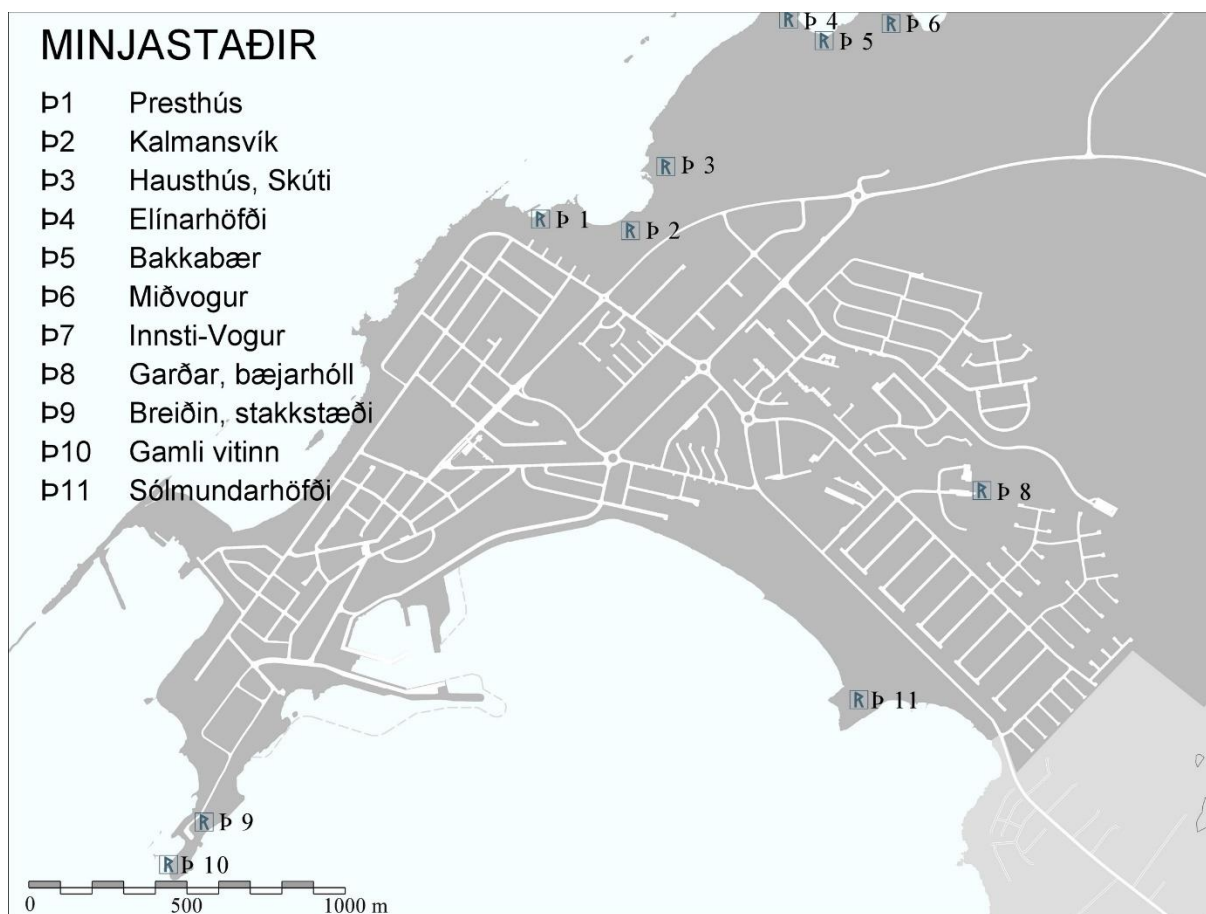 MINJASTAÐIR
Þ1 Presthús
Þ2 Kalmansvík
Þ3 Hausthús, Skúti
Þ4 Elínarhöfði
Þ5 Bakkabær
Þ6 Miðvogur
Þ7 Innsti-Vogur
Þ8 Garðar, bæjarhóll
Þ9 Breiðin, stakkstæði
Þ10 Gamli vitinn
Þ11 Sólmundarhöfði
R Þ 4
R Þ 6
R Þ 5
R Þ 3
R Þ 1
R Þ 2
R Þ 8
R Þ 11
R Þ 9
R Þ 10
0 500 1000 m